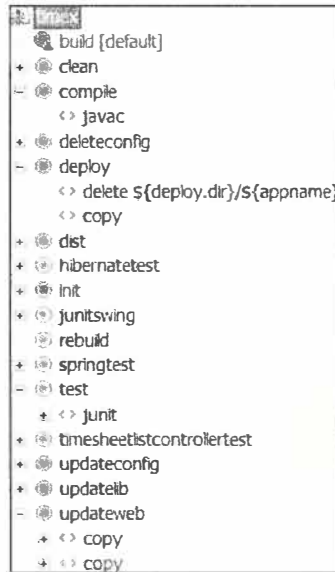 timex
build [default]
clean
compile
<> javac
deleteconfig
deploy
<> delete ${deploy.dir}/${appname}
<> copy
dist
hibernatetest
init
junitswing
rebuild
springtest
test
<> junit
timesheetlistcontrollertest
updateconfig
updatelib
updateweb
<> copy
<> copy